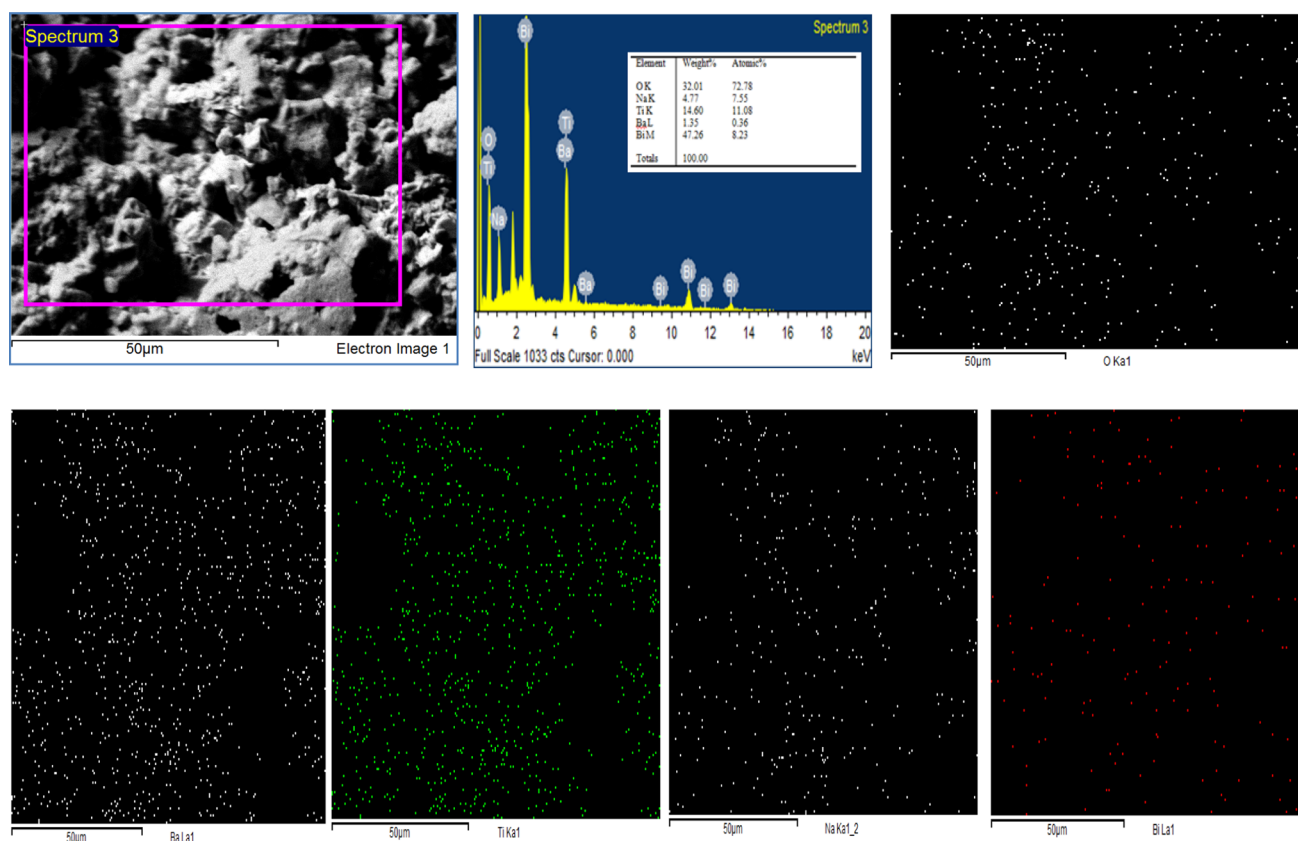 Spectrum 3
50µm
Electron Image 1
Spectrum 3
Bi
Element Weight% Atomic%
O K 32.01 72.78
Na K 4.77 7.55
Ti K 14.60 11.08
Ba L 1.35 0.36
Bi M 47.26 8.23
Totals 100.00
O
Ti
Na
Ti
Ba
Ba
Bi
Bi
Bi
Bi
0 2 4 6 8 10 12 14 16 18 20
Full Scale 1033 cts Cursor: 0.000 keV
50µm
O Ka1
50µm
Ba La1
50µm
Ti Ka1
50µm
Na Ka1_2
50µm
Bi La1